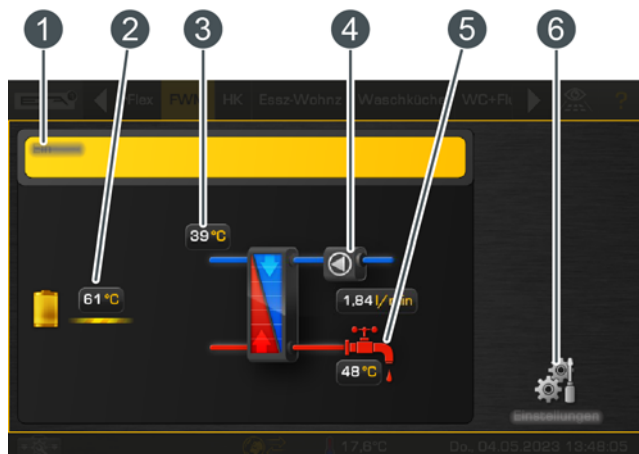 1 2 3 4 5 6
FWM HK Essz-Wohnz Waschküche WC+Fl ?
39°C
61°C
1,84 l/min
48°C
Einstellungen
17,8°C Do., 04.05.2023 13:48:05